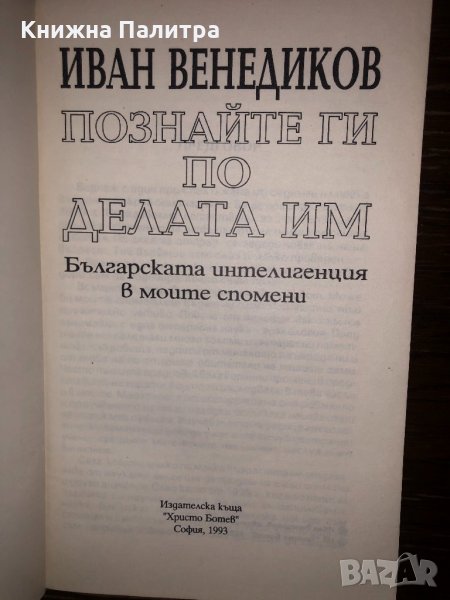 Книжна Палитра
ИВАН ВЕНЕДИКОВ
ПОЗНАЙТЕ ГИ
ПО
ДЕЛАТА ИМ
Българската интелигенция
в моите спомени
Издателска къща
"Христо Ботев"
София, 1993
BAZAR